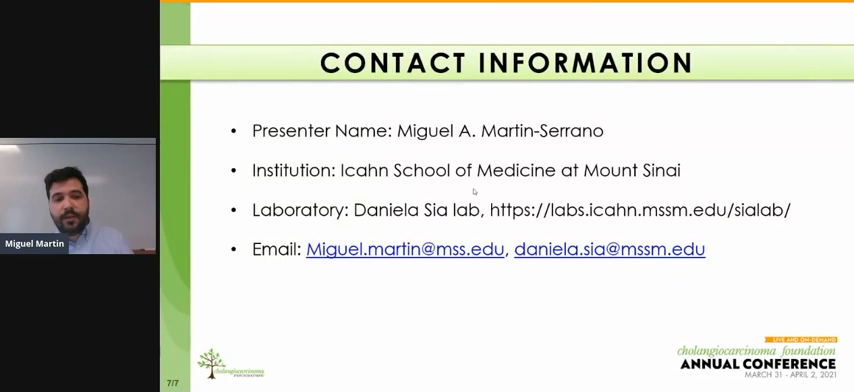 CONTACT INFORMATION
• Presenter Name: Miguel A. Martin-Serrano
• Institution: Icahn School of Medicine at Mount Sinai
• Laboratory: Daniela Sia lab, https://labs.icahn.mssm.edu/sialab/
Miguel Martin
• Email: Miguel.martin@mss.edu, daniela.sia@mssm.edu
LIVE AND ON-DEMAND
cholangiocarcinoma foundation
ANNUAL CONFERENCE
MARCH 31 - APRIL 2, 2021
cholangiocarcinoma
7/7